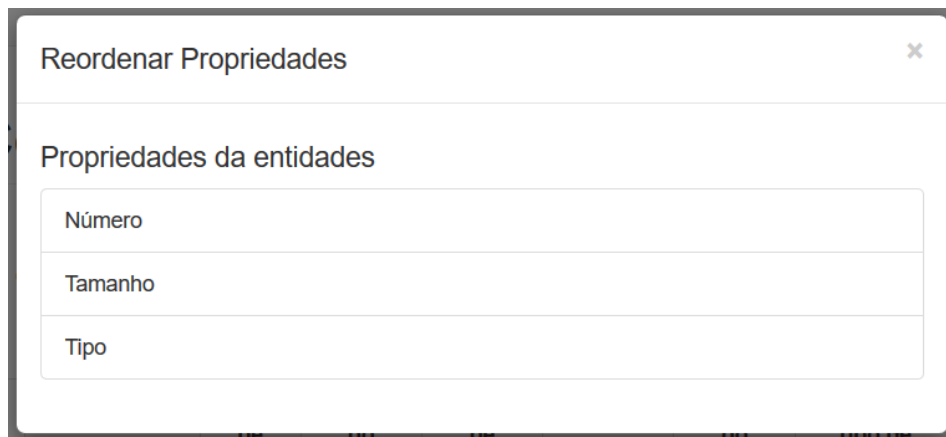 Reordenar Propriedades
×
Propriedades da entidades
Número
Tamanho
Tipo